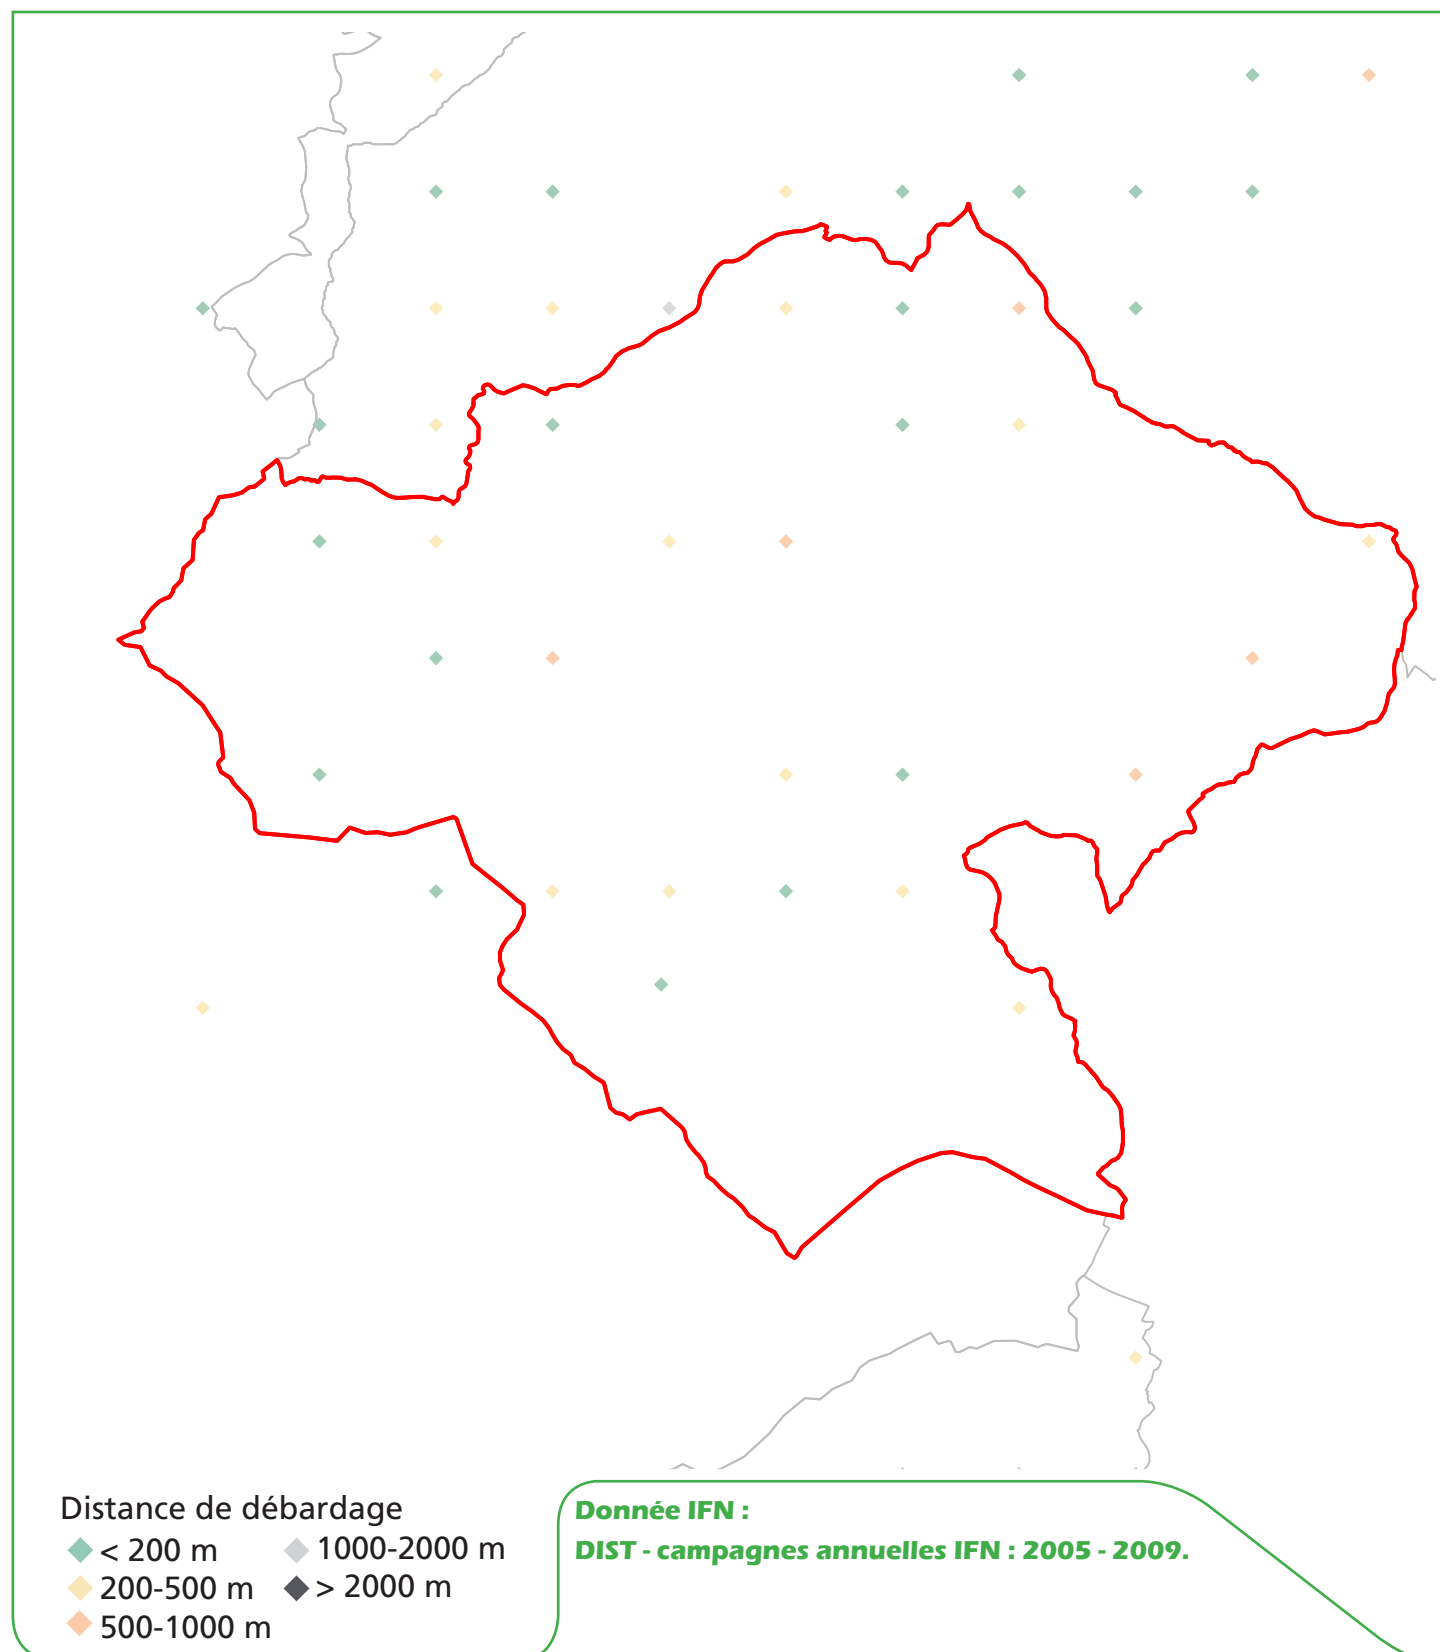 Distance de débardage
< 200 m
200-500 m
500-1000 m
1000-2000 m
> 2000 m
Donnée IFN :
DIST - campagnes annuelles IFN : 2005 - 2009.